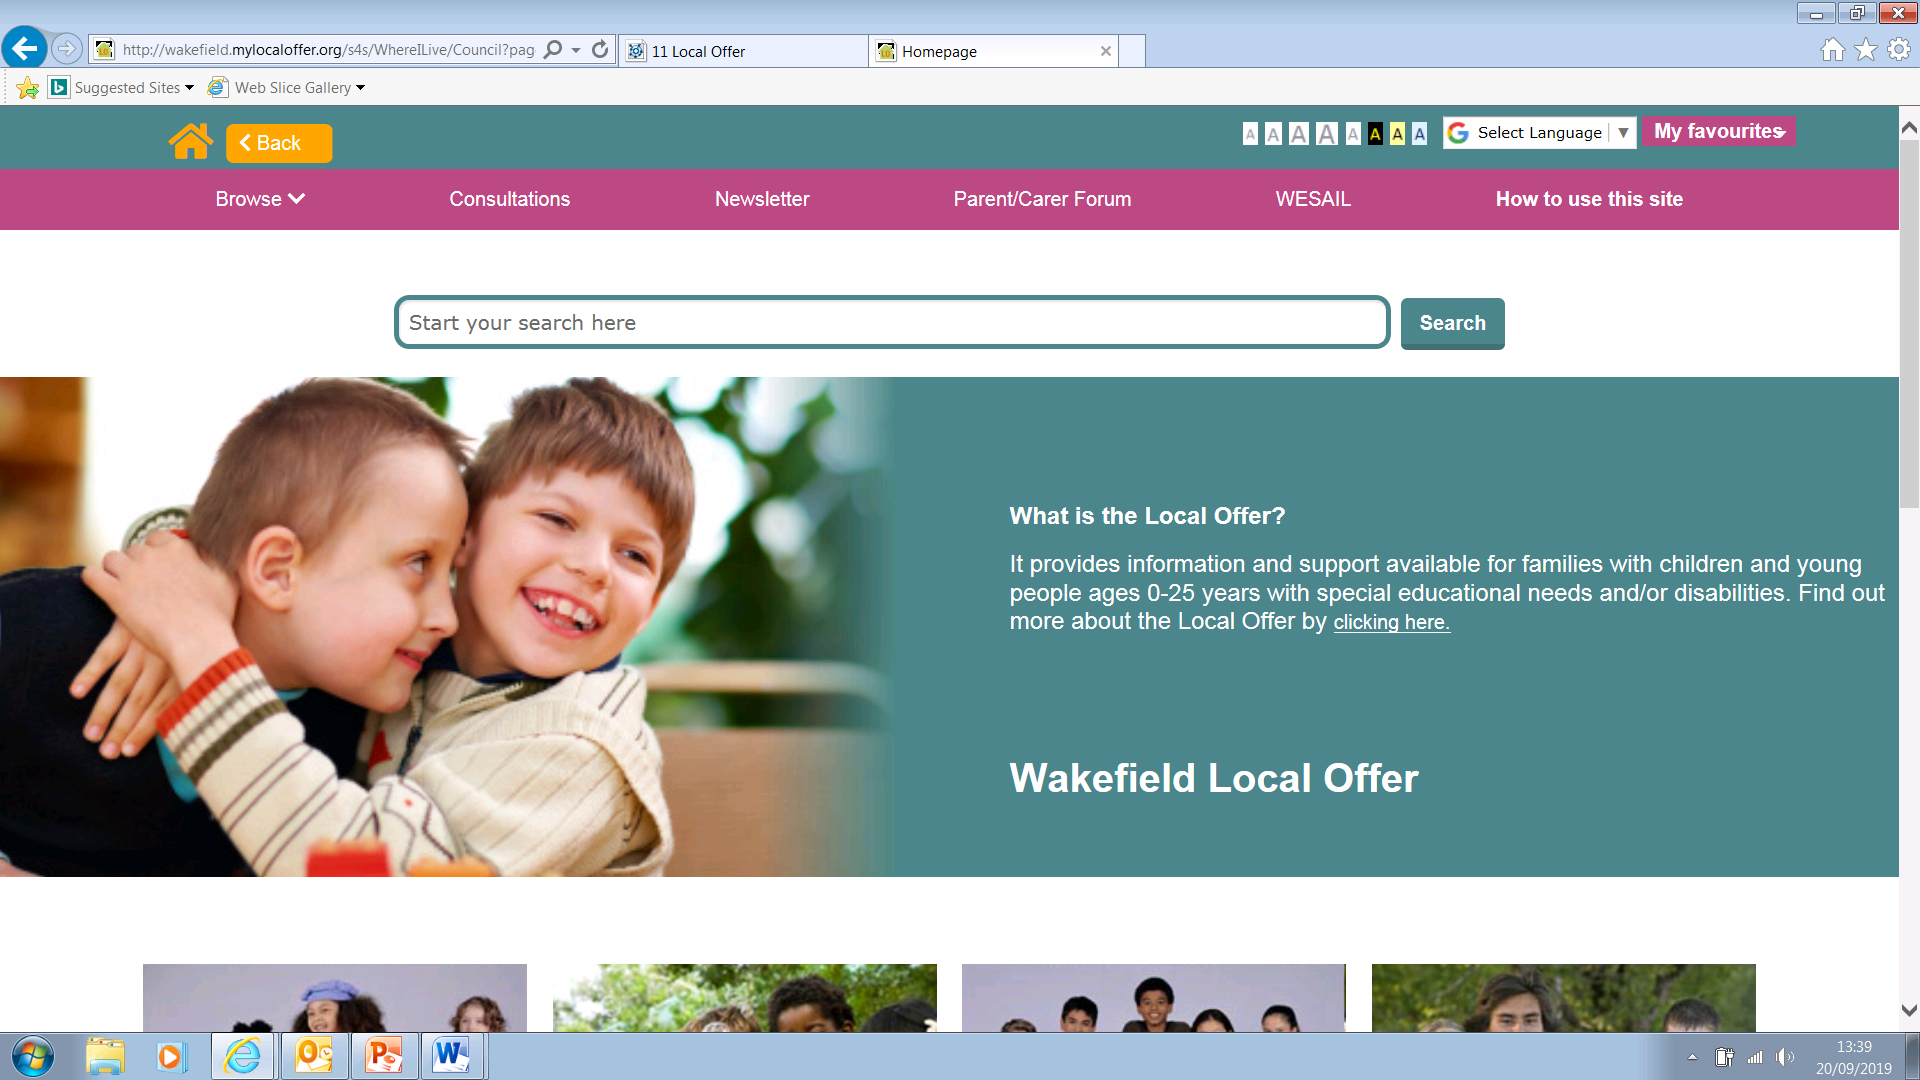 http://wakefield.mylocaloffer.org/s4s/WhereILive/Council?pag
11 Local Offer
Homepage
Suggested Sites
Web Slice Gallery
Back
A A A A A A A A
Select Language
My favourites
Browse
Consultations
Newsletter
Parent/Carer Forum
WESAIL
How to use this site
Start your search here
Search
What is the Local Offer?
It provides information and support available for families with children and young
people ages 0-25 years with special educational needs and/or disabilities. Find out
more about the Local Offer by clicking here.
Wakefield Local Offer
13:39
20/09/2019